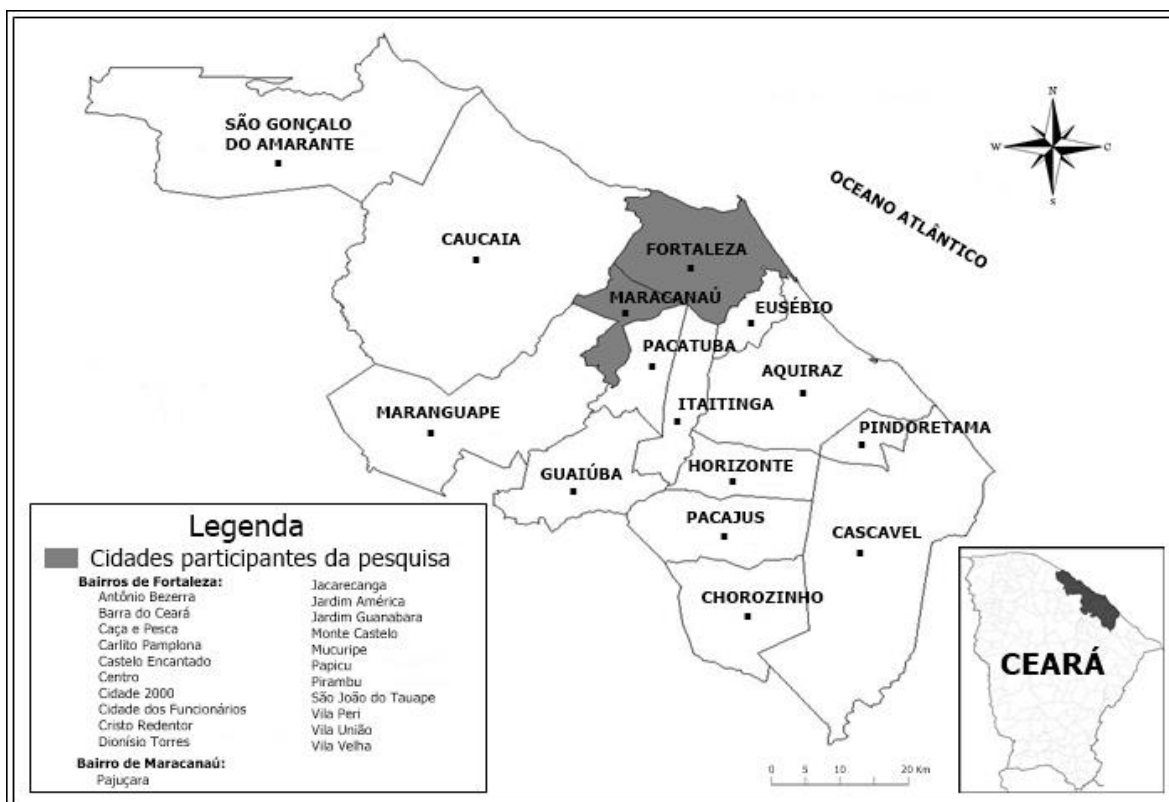 N
W
C
S
SÃO GONÇALO
DO AMARANTE
OCEANO ATLÂNTICO
CAUCAIA
FORTALEZA
MARACANAÚ
EUSÉBIO
PACATUBA
AQUIRAZ
MARANGUAPE
ITAITINGA
PINDORETAMA
GUAIÚBA
HORIZONTE
PACAJUS
CASCAVEL
CHOROZINHO
Legenda
Cidades participantes da pesquisa
Bairros de Fortaleza:
Antônio Bezerra
Barra do Ceará
Caça e Pesca
Carlito Pamplona
Castelo Encantado
Centro
Cidade 2000
Cidade dos Funcionários
Cristo Redentor
Dionísio Torres
Jacarecanga
Jardim América
Jardim Guanabara
Monte Castelo
Mucuripe
Papicu
Pirambu
São João do Tauape
Vila Peri
Vila União
Vila Velha
Bairro de Maracanaú:
Pajuçara
0 5 10 20 Km
CEARÁ